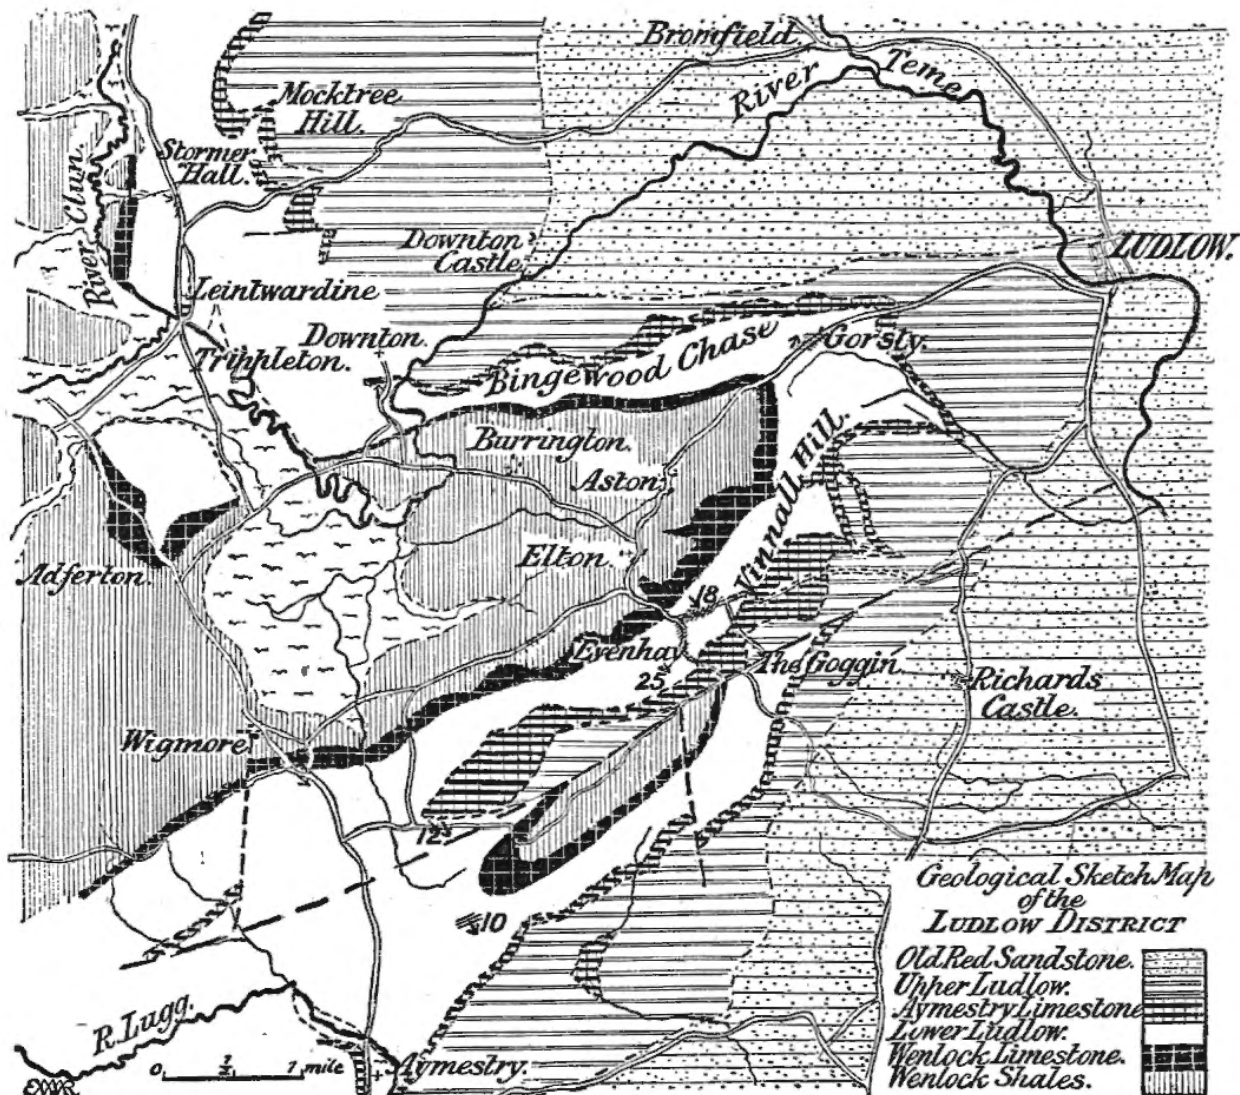 Bromfield.
River Teme
Mocktree
Hill.
Stormer
Hall.
River Clun.
Downton
Castle.
LUDLOW.
Leintwardine
Downton.
Trippleton.
Gorsty.
Bingewood Chase
Burrington.
Aston.
Vinnall Hill.
Elton.
Adferton.
18
Evenhay
25
The Goggin.
Richards
Castle.
Wigmore.
12
10
Geological Sketch Map
of the
LUDLOW DISTRICT
Old Red Sandstone.
Upper Ludlow.
Aymestry Limestone
Lower Ludlow.
Wenlock Limestone.
Wenlock Shales.
R. Lugg.
0 ½ 1 mile
Aymestry.